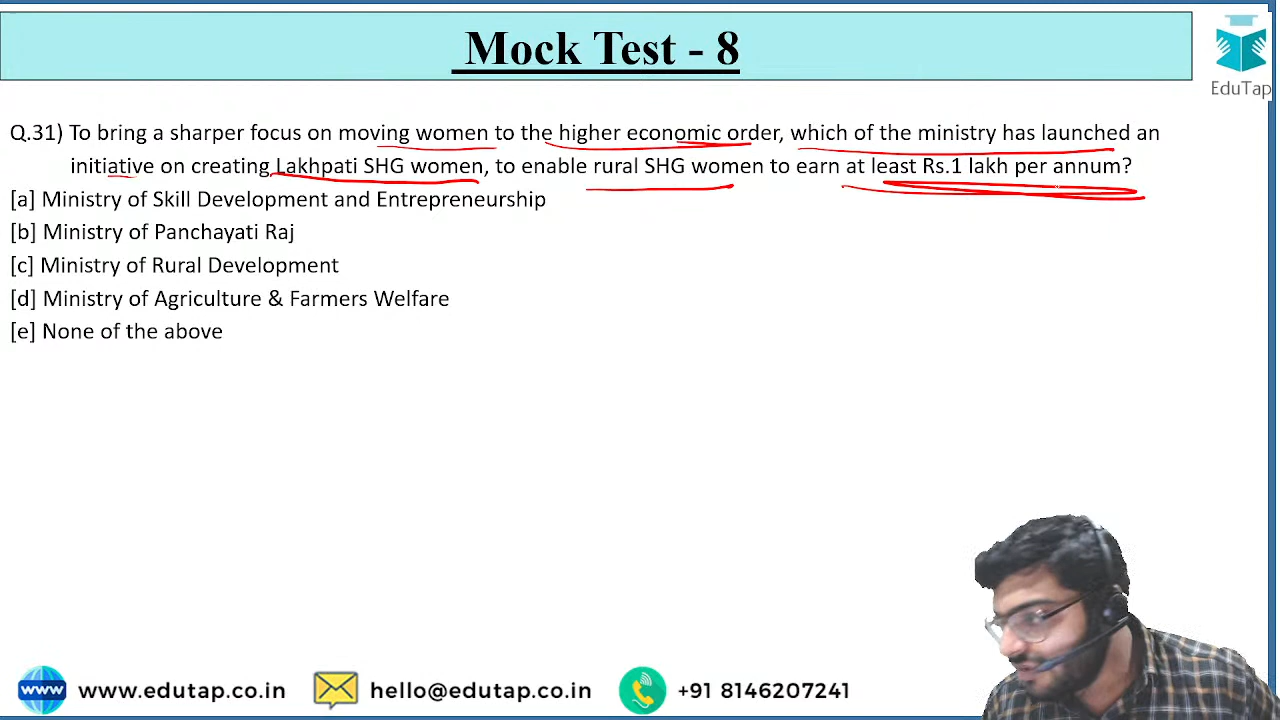 Mock Test - 8
EduTap
Q.31) To bring a sharper focus on moving women to the higher economic order, which of the ministry has launched an
initiative on creating Lakhpati SHG women, to enable rural SHG women to earn at least Rs.1 lakh per annum?
[a] Ministry of Skill Development and Entrepreneurship
[b] Ministry of Panchayati Raj
[c] Ministry of Rural Development
[d] Ministry of Agriculture & Farmers Welfare
[e] None of the above
www www.edutap.co.in hello@edutap.co.in +91 8146207241